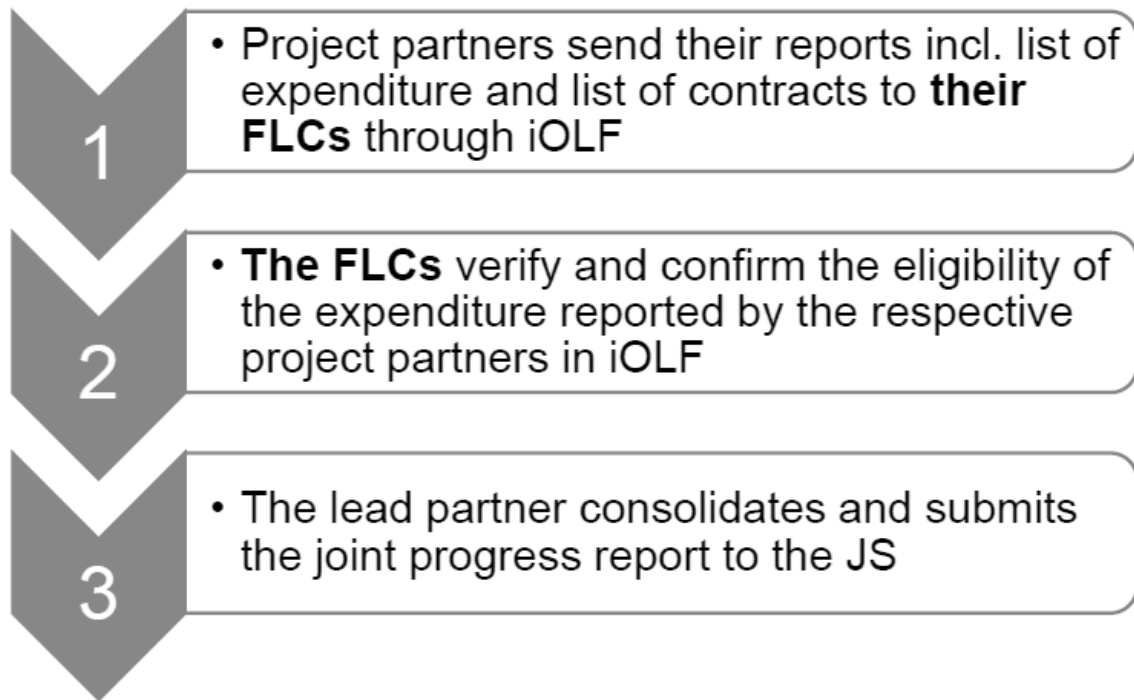 1
• Project partners send their reports incl. list of
expenditure and list of contracts to their
FLCs through iOLF
2
• The FLCs verify and confirm the eligibility of
the expenditure reported by the respective
project partners in iOLF
3
• The lead partner consolidates and submits
the joint progress report to the JS